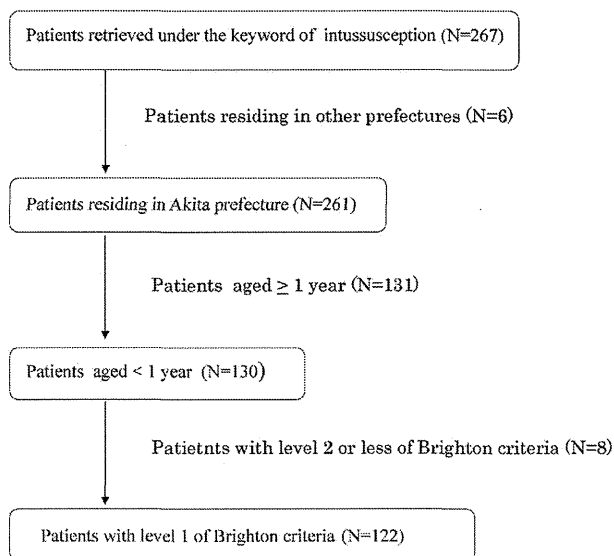 Patients retrieved under the keyword of intussusception (N=267)
Patients residing in other prefectures (N=6)
Patients residing in Akita prefecture (N=261)
Patients aged ≥ 1 year (N=131)
Patients aged < 1 year (N=130)
Patietnts with level 2 or less of Brighton criteria (N=8)
Patients with level 1 of Brighton criteria (N=122)